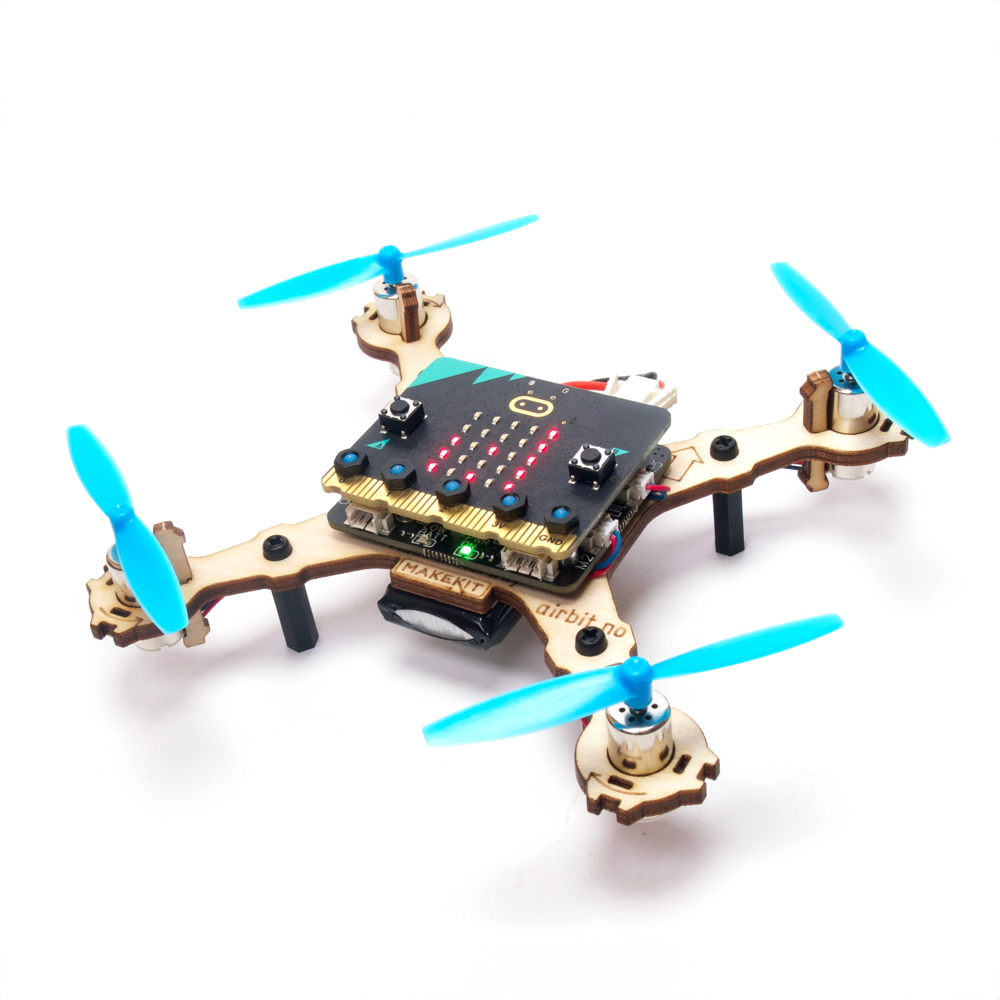 A
B
0
1
2
3V
GND
LOW
BATT
PWR
ON
M2
MAKEKIT
airbit.no